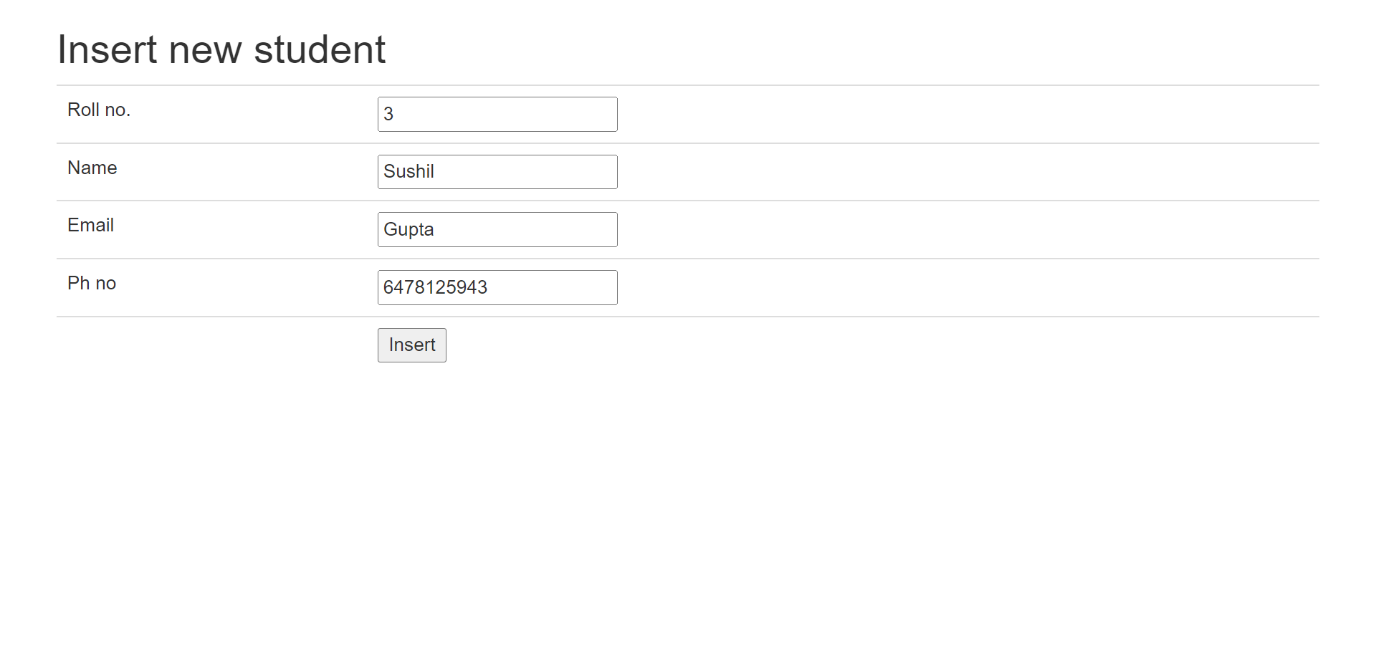 Insert new student
Roll no. 3
Name Sushil
Email Gupta
Ph no 6478125943
Insert